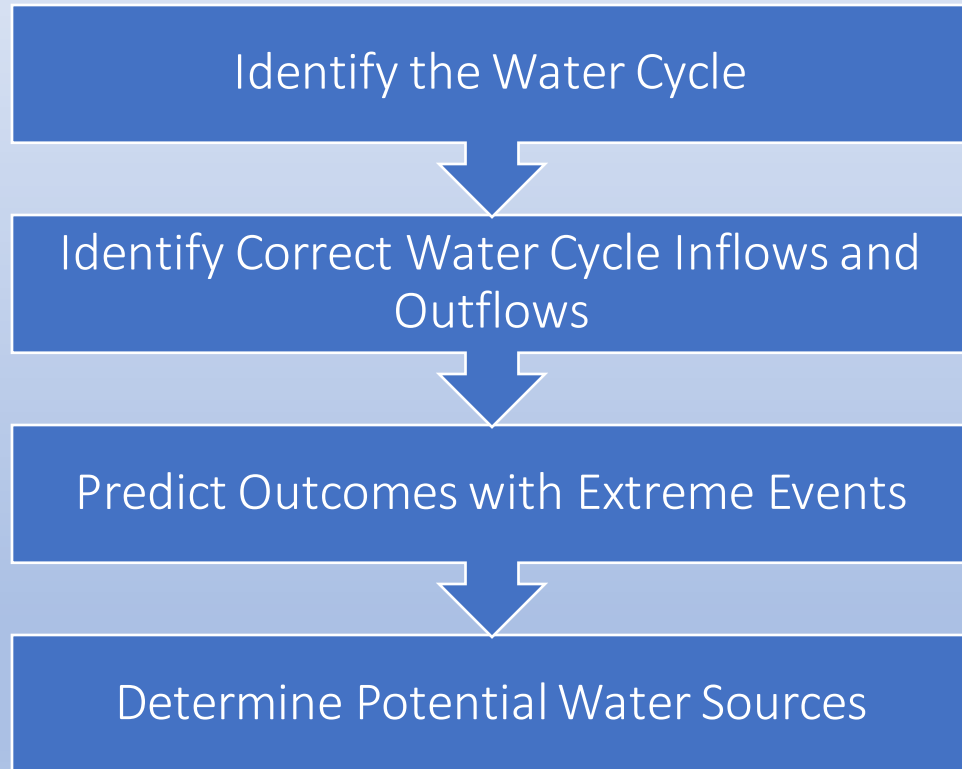 Identify the Water Cycle
Identify Correct Water Cycle Inflows and
Outflows
Predict Outcomes with Extreme Events
Determine Potential Water Sources